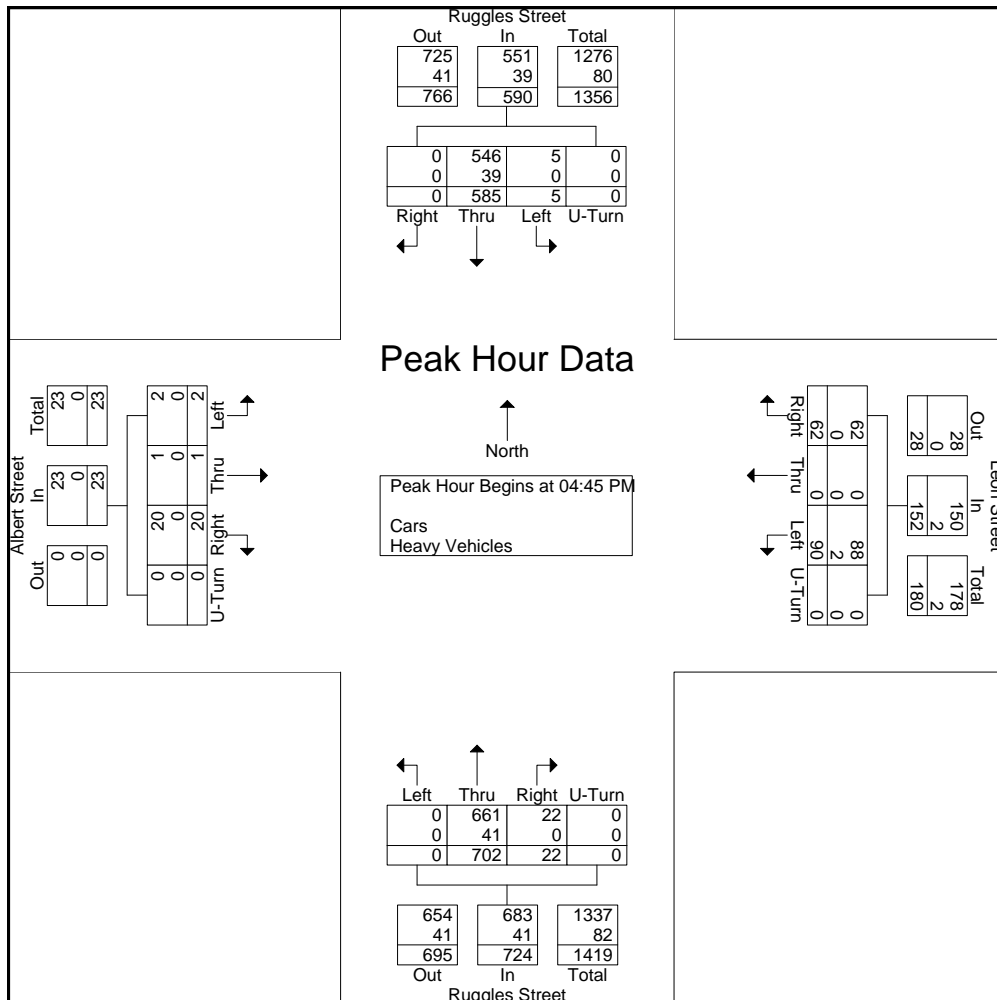 Ruggles Street
Out In Total
725 551 1276
41 39 80
766 590 1356
0 546 5 0
0 39 0 0
0 585 5 0
Right Thru Left U-Turn
Peak Hour Data
North
Peak Hour Begins at 04:45 PM
Cars
Heavy Vehicles
Albert Street
Out In Total
0 23 23
0 0 0
0 23 23
U-Turn Right Thru Left
0 20 1 2
0 0 0 0
0 20 1 2
Leon Street
Out In Total
28 150 178
0 2 2
28 152 180
62 0 88 0
0 0 2 0
62 0 90 0
Right Thru Left U-Turn
Left Thru Right U-Turn
0 661 22 0
0 41 0 0
0 702 22 0
654 683 1337
41 41 82
695 724 1419
Out In Total
Ruggles Street